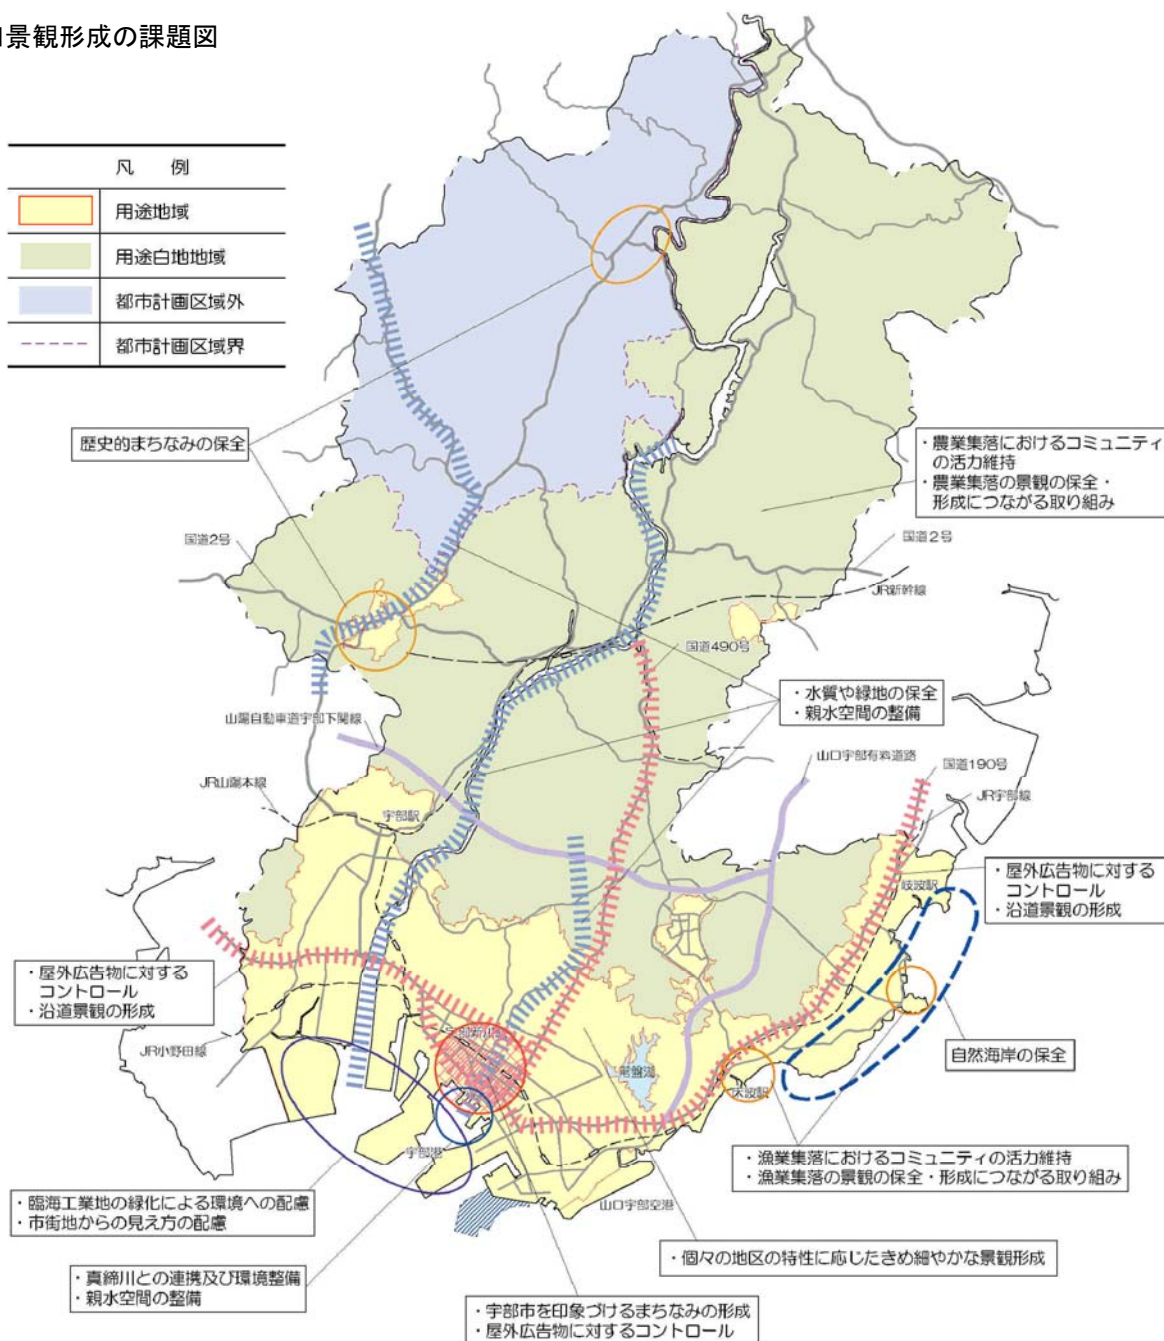 景観形成の課題図
凡 例
用途地域
用途白地地域
都市計画区域外
都市計画区域界
歴史的まちなみの保全
・農業集落におけるコミュニティ
の活力維持
・農業集落の景観の保全・
形成につながる取り組み
国道2号
国道2号
JR新幹線
国道490号
・水質や緑地の保全
・親水空間の整備
山陽自動車道宇部下関線
山口宇部有料道路
国道190号
JR山陽本線
JR宇部線
宇部駅
・屋外広告物に対する
コントロール
・沿道景観の形成
岐波駅
・屋外広告物に対する
コントロール
・沿道景観の形成
JR小野田線
自然海岸の保全
常盤湖
床波駅
宇部港
・漁業集落におけるコミュニティの活力維持
・漁業集落の景観の保全・形成につながる取り組み
・臨海工業地の緑化による環境への配慮
・市街地からの見え方の配慮
山口宇部空港
・個々の地区の特性に応じたきめ細やかな景観形成
・真締川との連携及び環境整備
・親水空間の整備
・宇部市を印象づけるまちなみの形成
・屋外広告物に対するコントロール